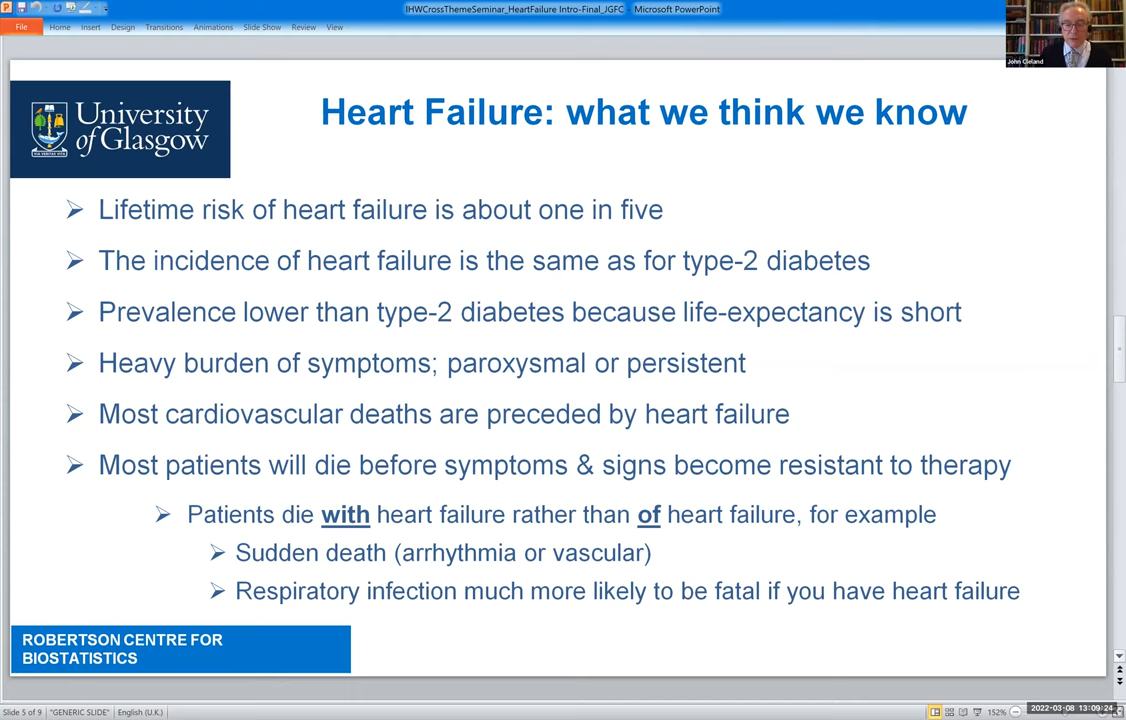 IHWCrossThemeSeminar_HeartFailure Intro-Final_JGFC - Microsoft PowerPoint
File Home Insert Design Transitions Animations Slide Show Review View
John Cleland
University
of Glasgow
VIA VERITAS VITA
Heart Failure: what we think we know
Lifetime risk of heart failure is about one in five
The incidence of heart failure is the same as for type-2 diabetes
Prevalence lower than type-2 diabetes because life-expectancy is short
Heavy burden of symptoms; paroxysmal or persistent
Most cardiovascular deaths are preceded by heart failure
Most patients will die before symptoms & signs become resistant to therapy
Patients die with heart failure rather than of heart failure, for example
Sudden death (arrhythmia or vascular)
Respiratory infection much more likely to be fatal if you have heart failure
ROBERTSON CENTRE FOR
BIOSTATISTICS
Slide 5 of 9 "GENERIC SLIDE" English (U.K.) 152% 2022-03-08 13:09:24